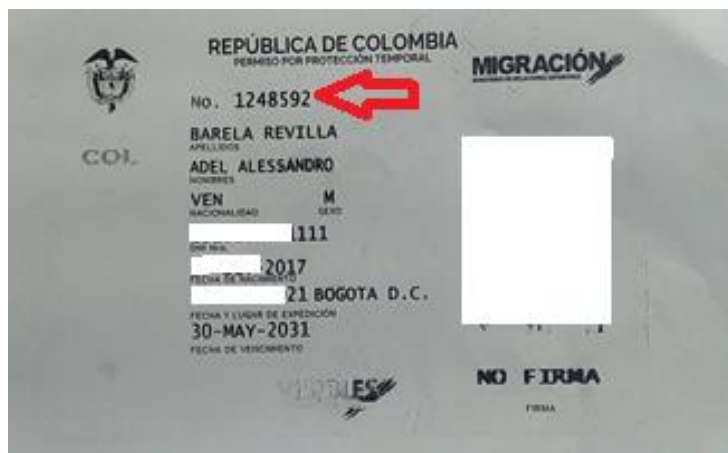 REPÚBLICA DE COLOMBIA
PERMISO POR PROTECCIÓN TEMPORAL
MIGRACIÓN
No. 1248592
BARELA REVILLA
APELLIDOS
COL
ADEL ALESSANDRO
NOMBRES
VEN M
NACIONALIDAD SEXO
1111
-2017
FECHA DE NACIMIENTO
21 BOGOTA D.C.
FECHA Y LUGAR DE EXPEDICIÓN
30-MAY-2031
FECHA DE VENCIMIENTO
NO FIRMA
FIRMA